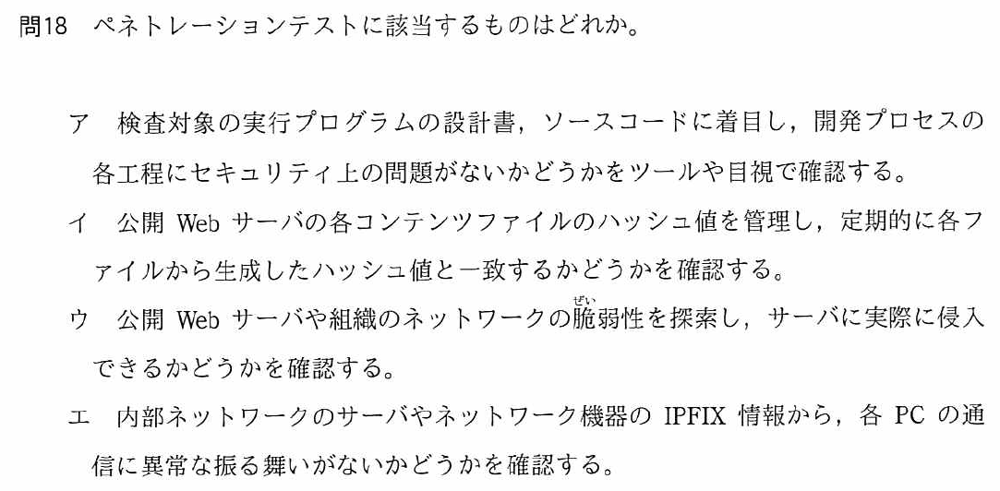 問18　ペネトレーションテストに該当するものはどれか。
ア　検査対象の実行プログラムの設計書，ソースコードに着目し，開発プロセスの
各工程にセキュリティ上の問題がないかどうかをツールや目視で確認する。
イ　公開 Web サーバの各コンテンツファイルのハッシュ値を管理し，定期的に各フ
ァイルから生成したハッシュ値と一致するかどうかを確認する。
ぜい
ウ　公開 Web サーバや組織のネットワークの脆弱性を探索し，サーバに実際に侵入
できるかどうかを確認する。
エ　内部ネットワークのサーバやネットワーク機器の IPFIX 情報から，各 PC の通
信に異常な振る舞いがないかどうかを確認する。